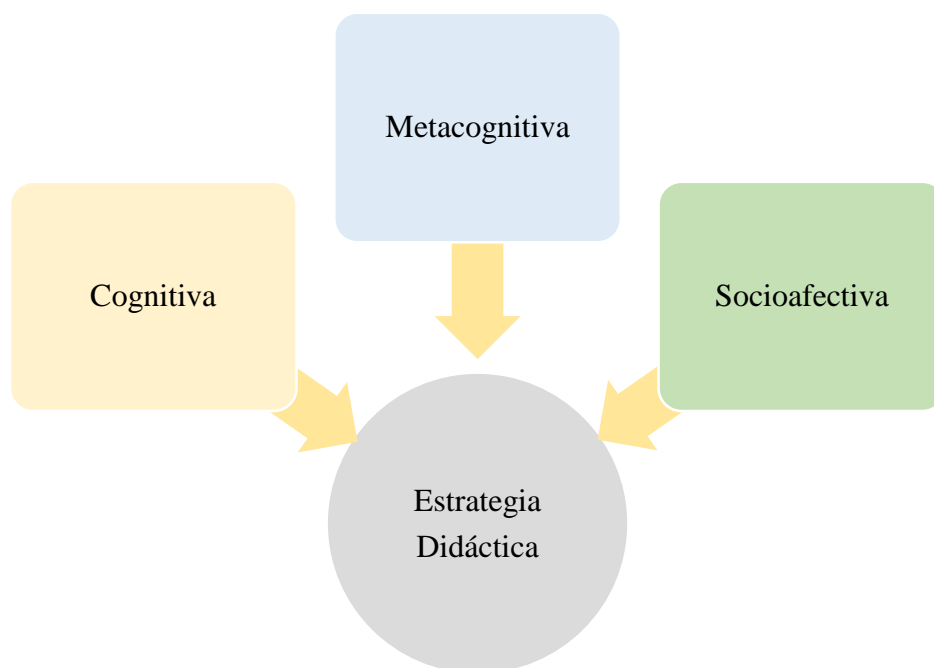 Metacognitiva
Cognitiva
Socioafectiva
Estrategia
Didáctica